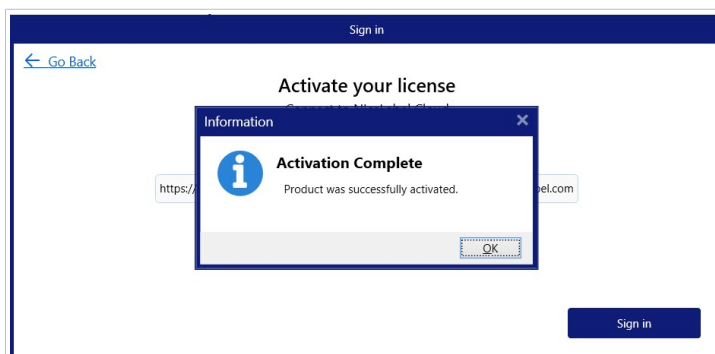 Sign in
← Go Back
Activate your license
Information
Activation Complete
https://
Product was successfully activated.
bel.com
OK
Sign in